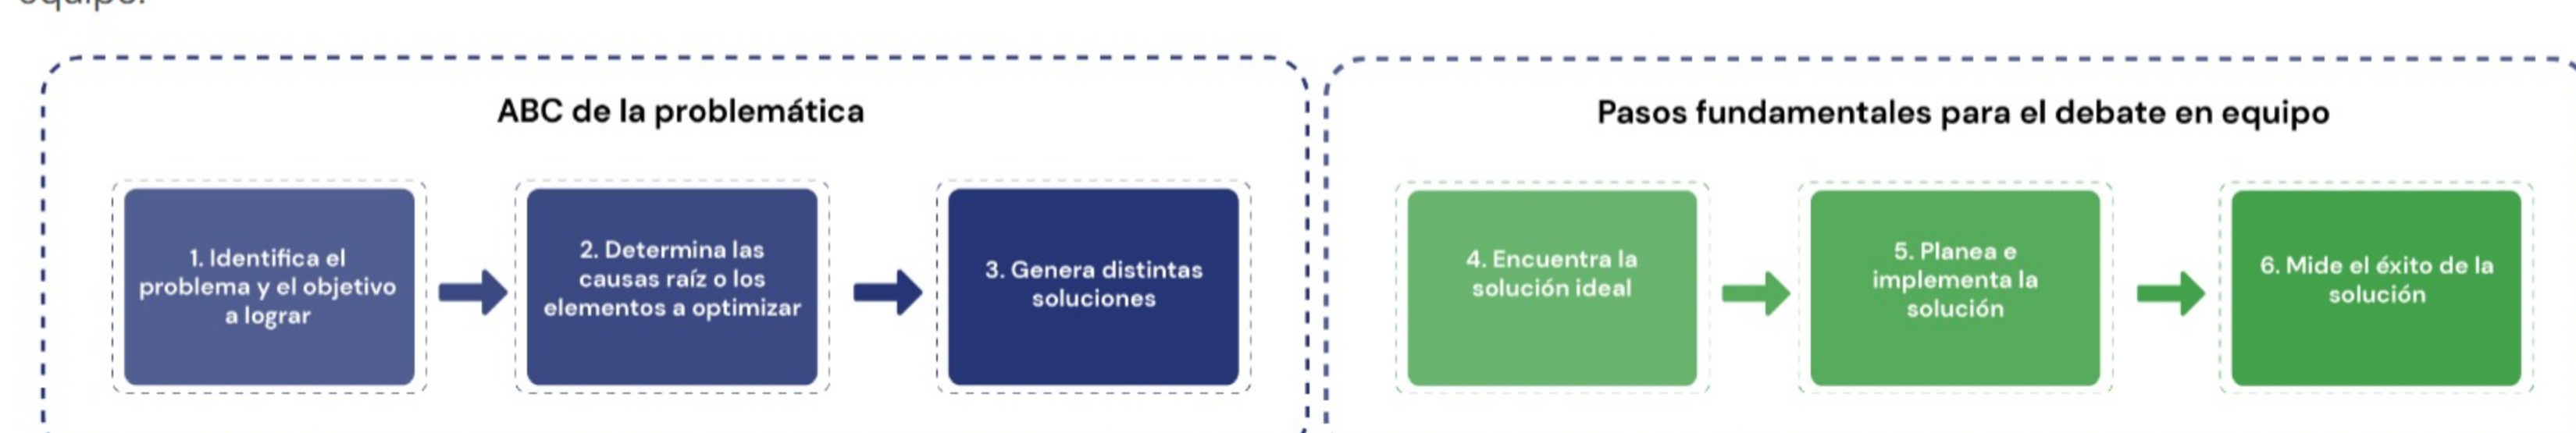 equipo.
ABC de la problemática
1. Identifica el
problema y el objetivo
a lograr
2. Determina las
causas raíz o los
elementos a optimizar
3. Genera distintas
soluciones
Pasos fundamentales para el debate en equipo
4. Encuentra la
solución ideal
5. Planea e
implementa la
solución
6. Mide el éxito de la
solución